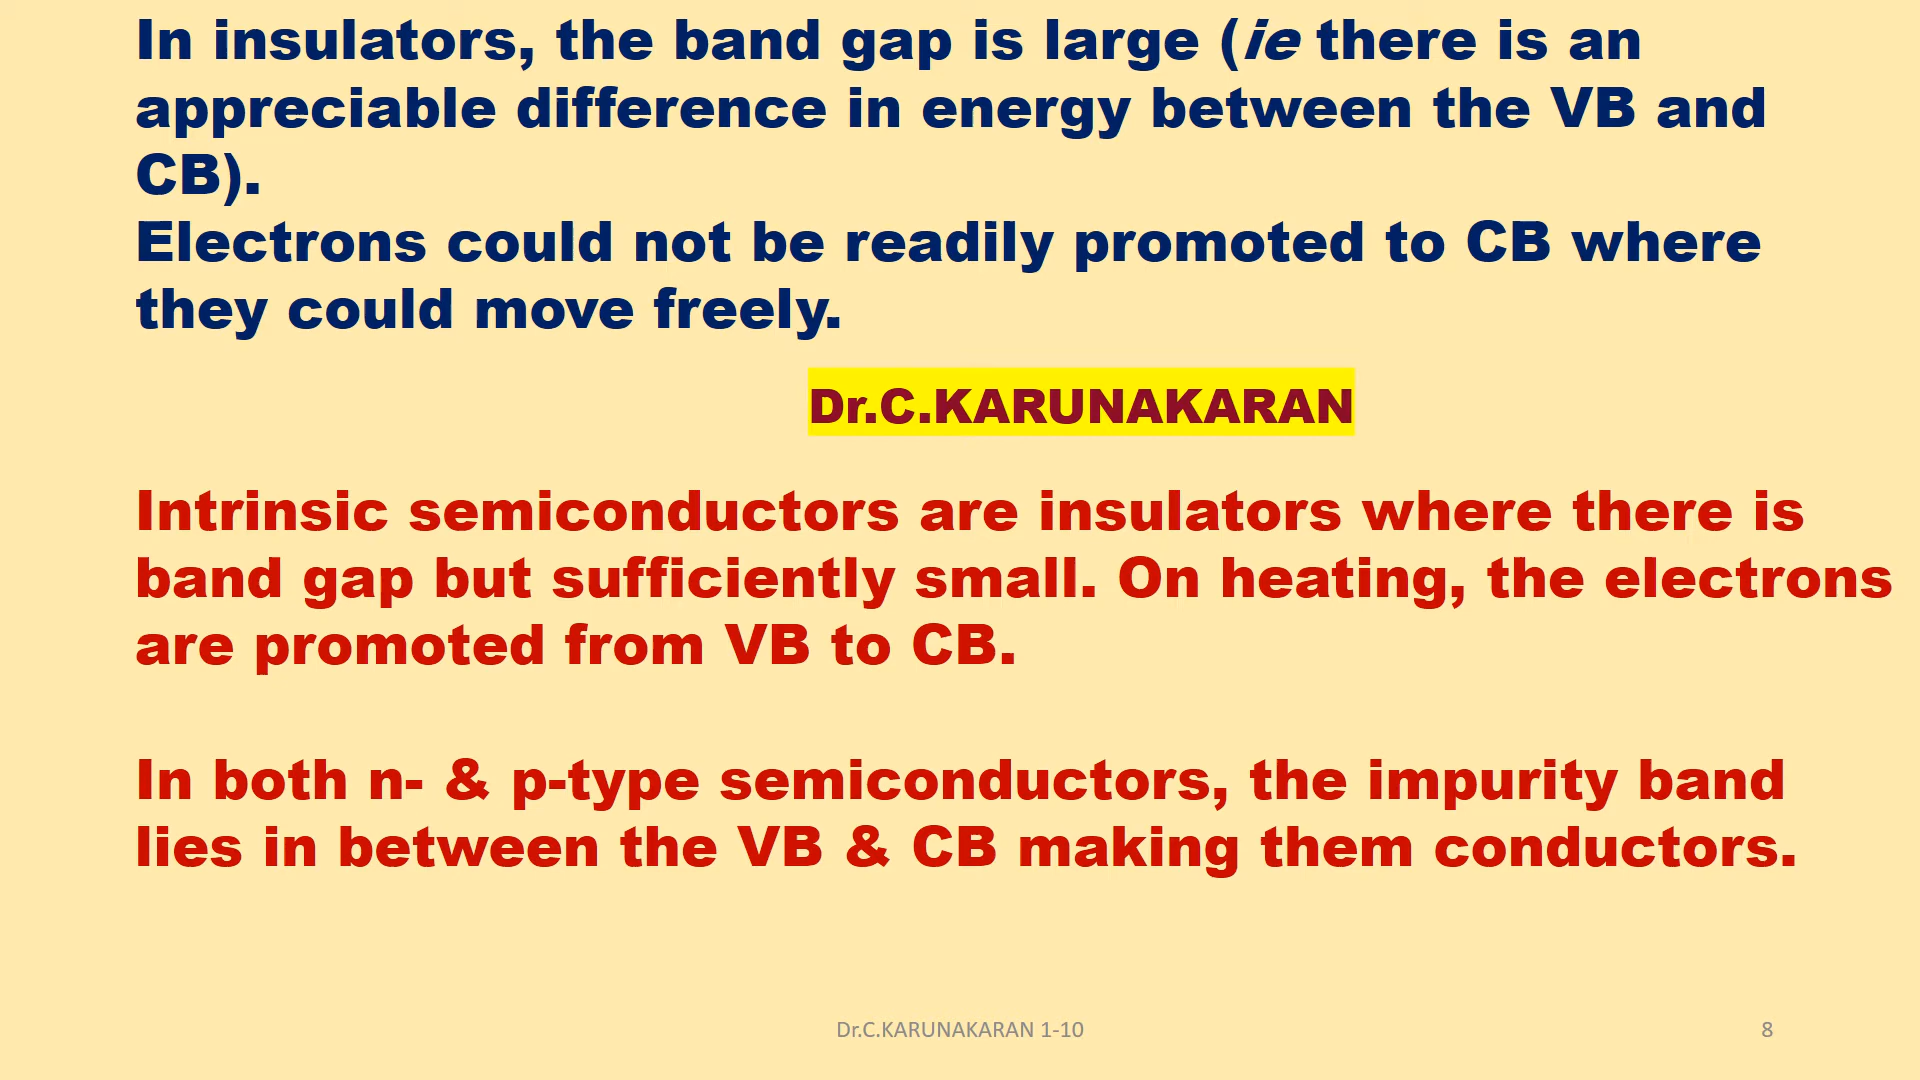 In insulators, the band gap is large (ie there is an
appreciable difference in energy between the VB and
CB).
Electrons could not be readily promoted to CB where
they could move freely.
Dr.C.KARUNAKARAN
Intrinsic semiconductors are insulators where there is
band gap but sufficiently small. On heating, the electrons
are promoted from VB to CB.
In both n- & p-type semiconductors, the impurity band
lies in between the VB & CB making them conductors.
Dr.C.KARUNAKARAN 1-10
8